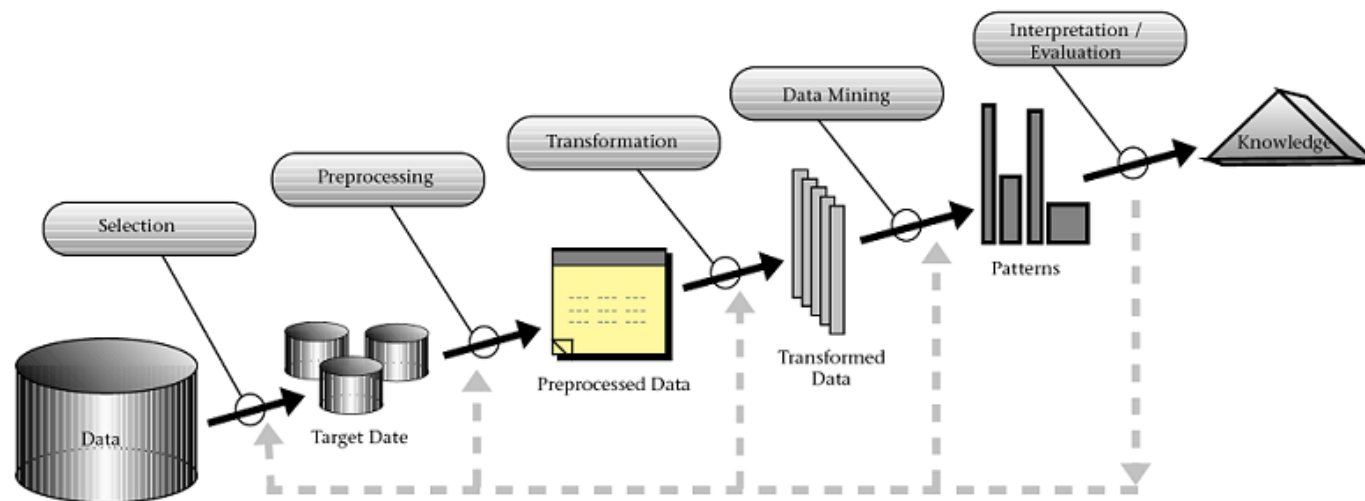 Interpretation /
Evaluation
Data Mining
Transformation
Preprocessing
Selection
Knowledge
Patterns
Transformed
Data
Preprocessed Data
Target Date
Data